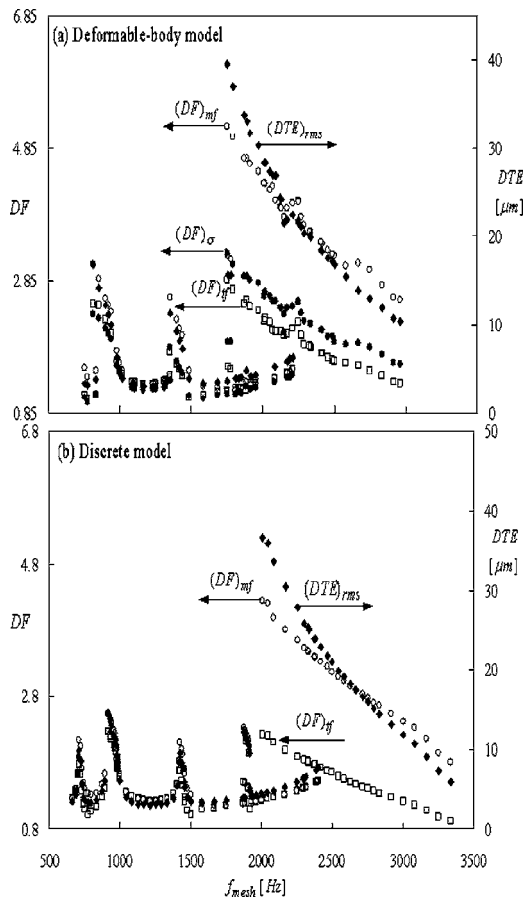 6.85
(a) Deformable-body model
40
(DF)mf
(DTE)rms
4.85
30
DF
DTE
[μm]
(DF)σ
20
(DF)tf
2.85
10
0.85
0
6.8
50
(b) Discrete model
40
4.8
DTE
[μm]
(DF)mf
(DTE)rms
30
DF
20
2.8
(DF)tf
10
0.8
0
500 1000 1500 2000 2500 3000 3500
fmesh [Hz]